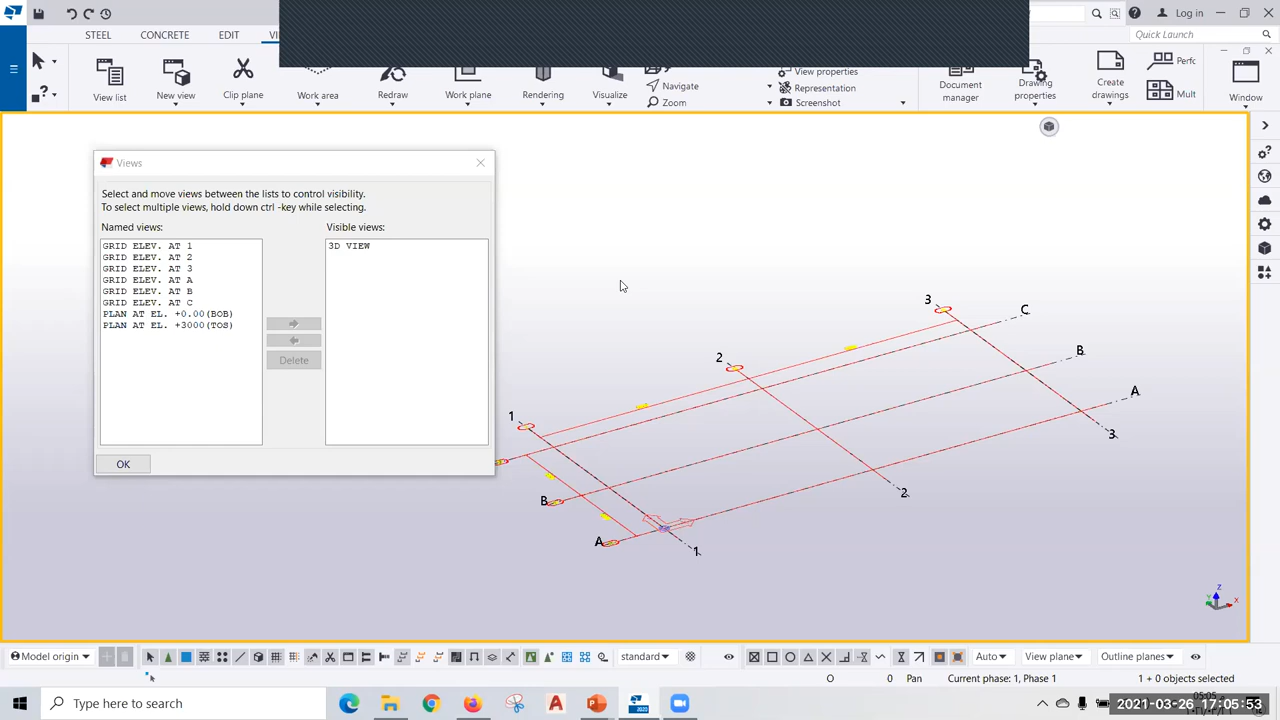 Log in
STEEL
CONCRETE
EDIT
Quick Launch
View list
New view
Clip plane
Redraw
Work plane
Rendering
Visualize
Navigate
Zoom
View properties
Representation
Screenshot
Document manager
Drawing properties
Create drawings
Perfc
Mult
Window
Views
Select and move views between the lists to control visibility.
To select multiple views, hold down ctrl -key while selecting.
Named views:
Visible views:
GRID ELEV. AT 1
GRID ELEV. AT 2
GRID ELEV. AT 3
GRID ELEV. AT A
GRID ELEV. AT B
GRID ELEV. AT C
PLAN AT EL. +0.00(BOB)
PLAN AT EL. +3000(TOS)
3D VIEW
Delete
OK
3
C
2
B
A
1
3
2
B
A
1
Z
Y
X
Model origin
standard
Auto
View plane
Outline planes
O
0
Pan
Current phase: 1, Phase 1
1 + 0 objects selected
Type here to search
2021-03-26 17:05:53